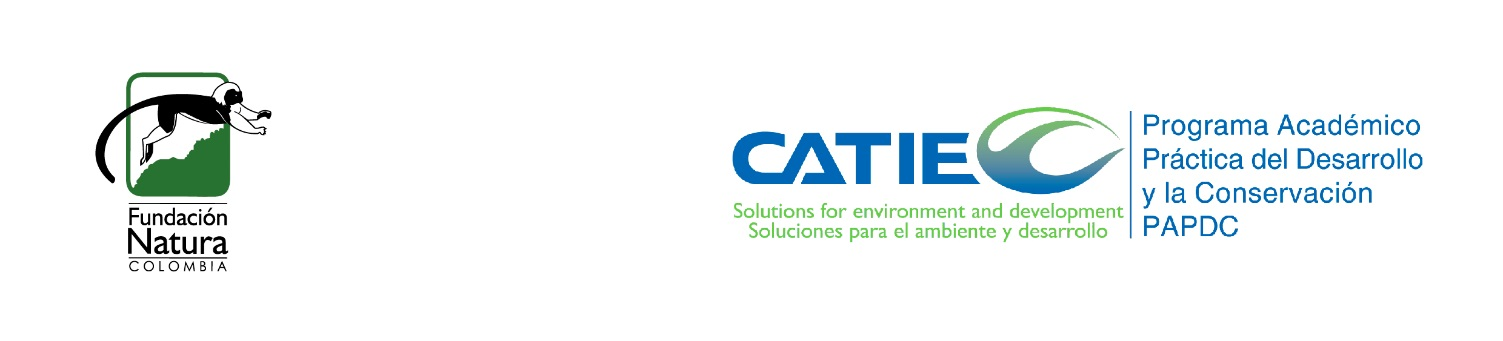 Fundación
Natura
COLOMBIA
CATIE
Solutions for environment and development
Soluciones para el ambiente y desarrollo
Programa Académico
Práctica del Desarrollo
y la Conservación
PAPDC